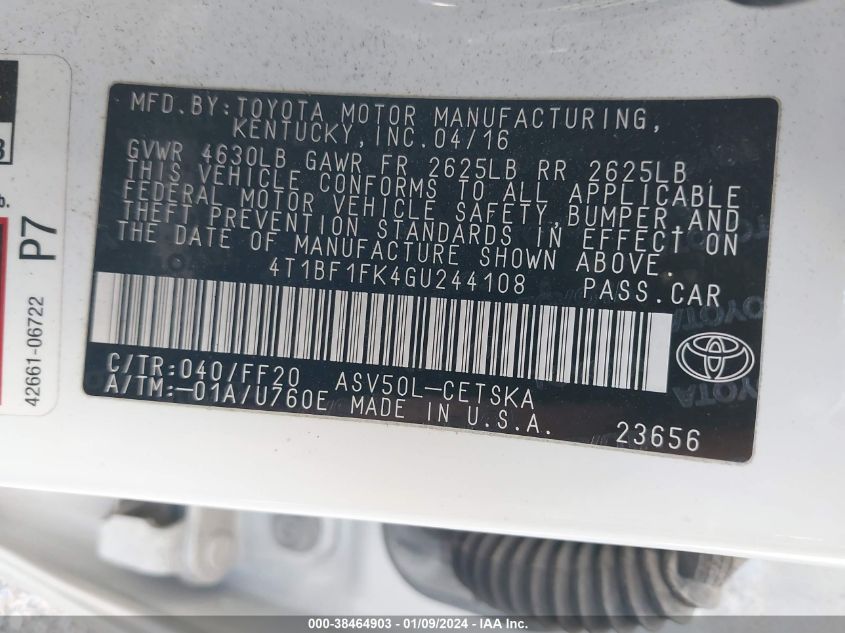 MFD. BY: TOYOTA MOTOR MANUFACTURING,
KENTUCKY, INC. 04/16
GVWR 4630LB GAWR FR 2625LB RR 2625LB
THIS VEHICLE CONFORMS TO ALL APPLICABLE
FEDERAL MOTOR VEHICLE SAFETY, BUMPER AND
THEFT PREVENTION STANDARDS IN EFFECT ON
THE DATE OF MANUFACTURE SHOWN ABOVE.
4T1BF1FK4GU244108 PASS.CAR
C/TR:040/FF20 ASV50L-CETSKA
A/TM:-01A/U760E MADE IN U.S.A.
23656
P7
42661-06722
TOYOTA
000-38464903 - 01/09/2024 - IAA Inc.